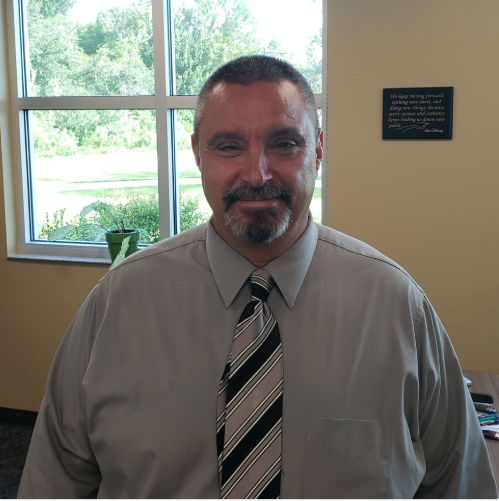 We keep moving forward,
opening new doors, and
doing new things, because
we're curious and curiosity
keeps leading us down new
paths.
Walt Disney